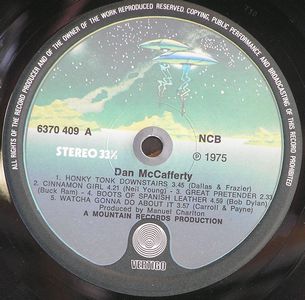 ALL RIGHTS OF THE RECORD PRODUCER AND OF THE OWNER OF THE WORK REPRODUCED RESERVED. COPYING, PUBLIC PERFORMANCE AND BROADCASTING OF THIS RECORD PROHIBITED
6370 409 A
NCB
STEREO 33⅓
℗ 1975
Dan McCafferty
1. HONKY TONK DOWNSTAIRS 3.45 (Dallas & Frazier)
2. CINNAMON GIRL 4.21 (Neil Young) - 3. GREAT PRETENDER 2.33
(Buck Ram) - 4. BOOTS OF SPANISH LEATHER 4.59 (Bob Dylan)
5. WATCHA GONNA DO ABOUT IT 3.57 (Carroll & Payne)
Produced by Manuel Charlton
A MOUNTAIN RECORDS PRODUCTION
VERTIGO